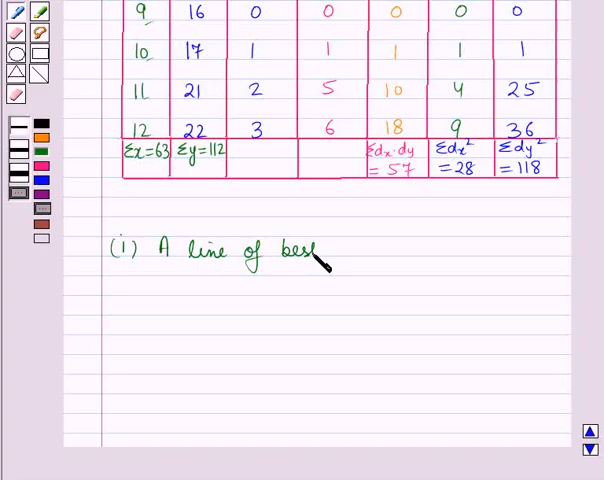 9 16 0 0 0 0 0
10 17 1 1 1 1 1
11 21 2 5 10 4 25
12 22 3 6 18 9 36
Σx=63 Σy=112 Σdx·dy = 57 Σdx² =28 Σdy² =118
(i) A line of bes